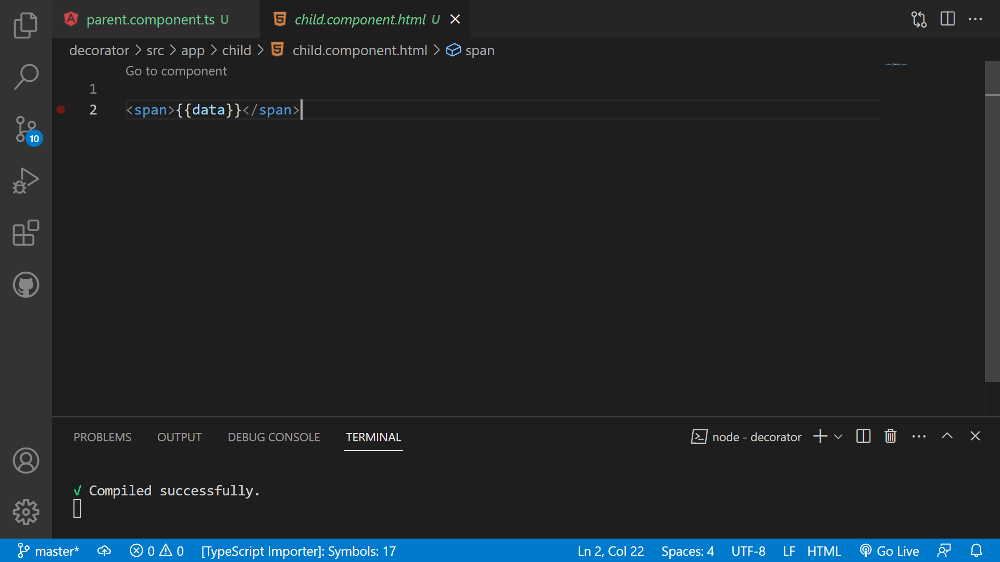 parent.component.ts U
child.component.html U
decorator > src > app > child > child.component.html > span
Go to component
1
2 <span>{{data}}</span>
10
PROBLEMS OUTPUT DEBUG CONSOLE TERMINAL node - decorator
√ Compiled successfully.
master* 0 0 [TypeScript Importer]: Symbols: 17 Ln 2, Col 22 Spaces: 4 UTF-8 LF HTML Go Live